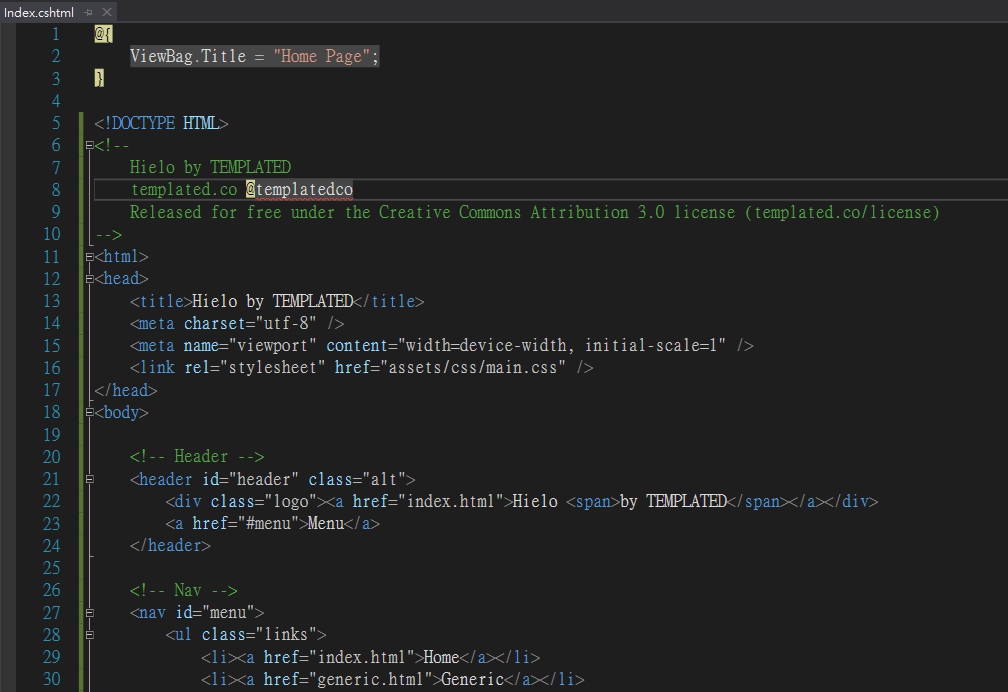 Index.cshtml
1 @{
2 ViewBag.Title = "Home Page";
3 }
4
5 <!DOCTYPE HTML>
6 <!--
7 Hielo by TEMPLATED
8 templated.co @templatedco
9 Released for free under the Creative Commons Attribution 3.0 license (templated.co/license)
10 -->
11 <html>
12 <head>
13 <title>Hielo by TEMPLATED</title>
14 <meta charset="utf-8" />
15 <meta name="viewport" content="width=device-width, initial-scale=1" />
16 <link rel="stylesheet" href="assets/css/main.css" />
17 </head>
18 <body>
19
20 <!-- Header -->
21 <header id="header" class="alt">
22 <div class="logo"><a href="index.html">Hielo <span>by TEMPLATED</span></a></div>
23 <a href="#menu">Menu</a>
24 </header>
25
26 <!-- Nav -->
27 <nav id="menu">
28 <ul class="links">
29 <li><a href="index.html">Home</a></li>
30 <li><a href="generic.html">Generic</a></li>